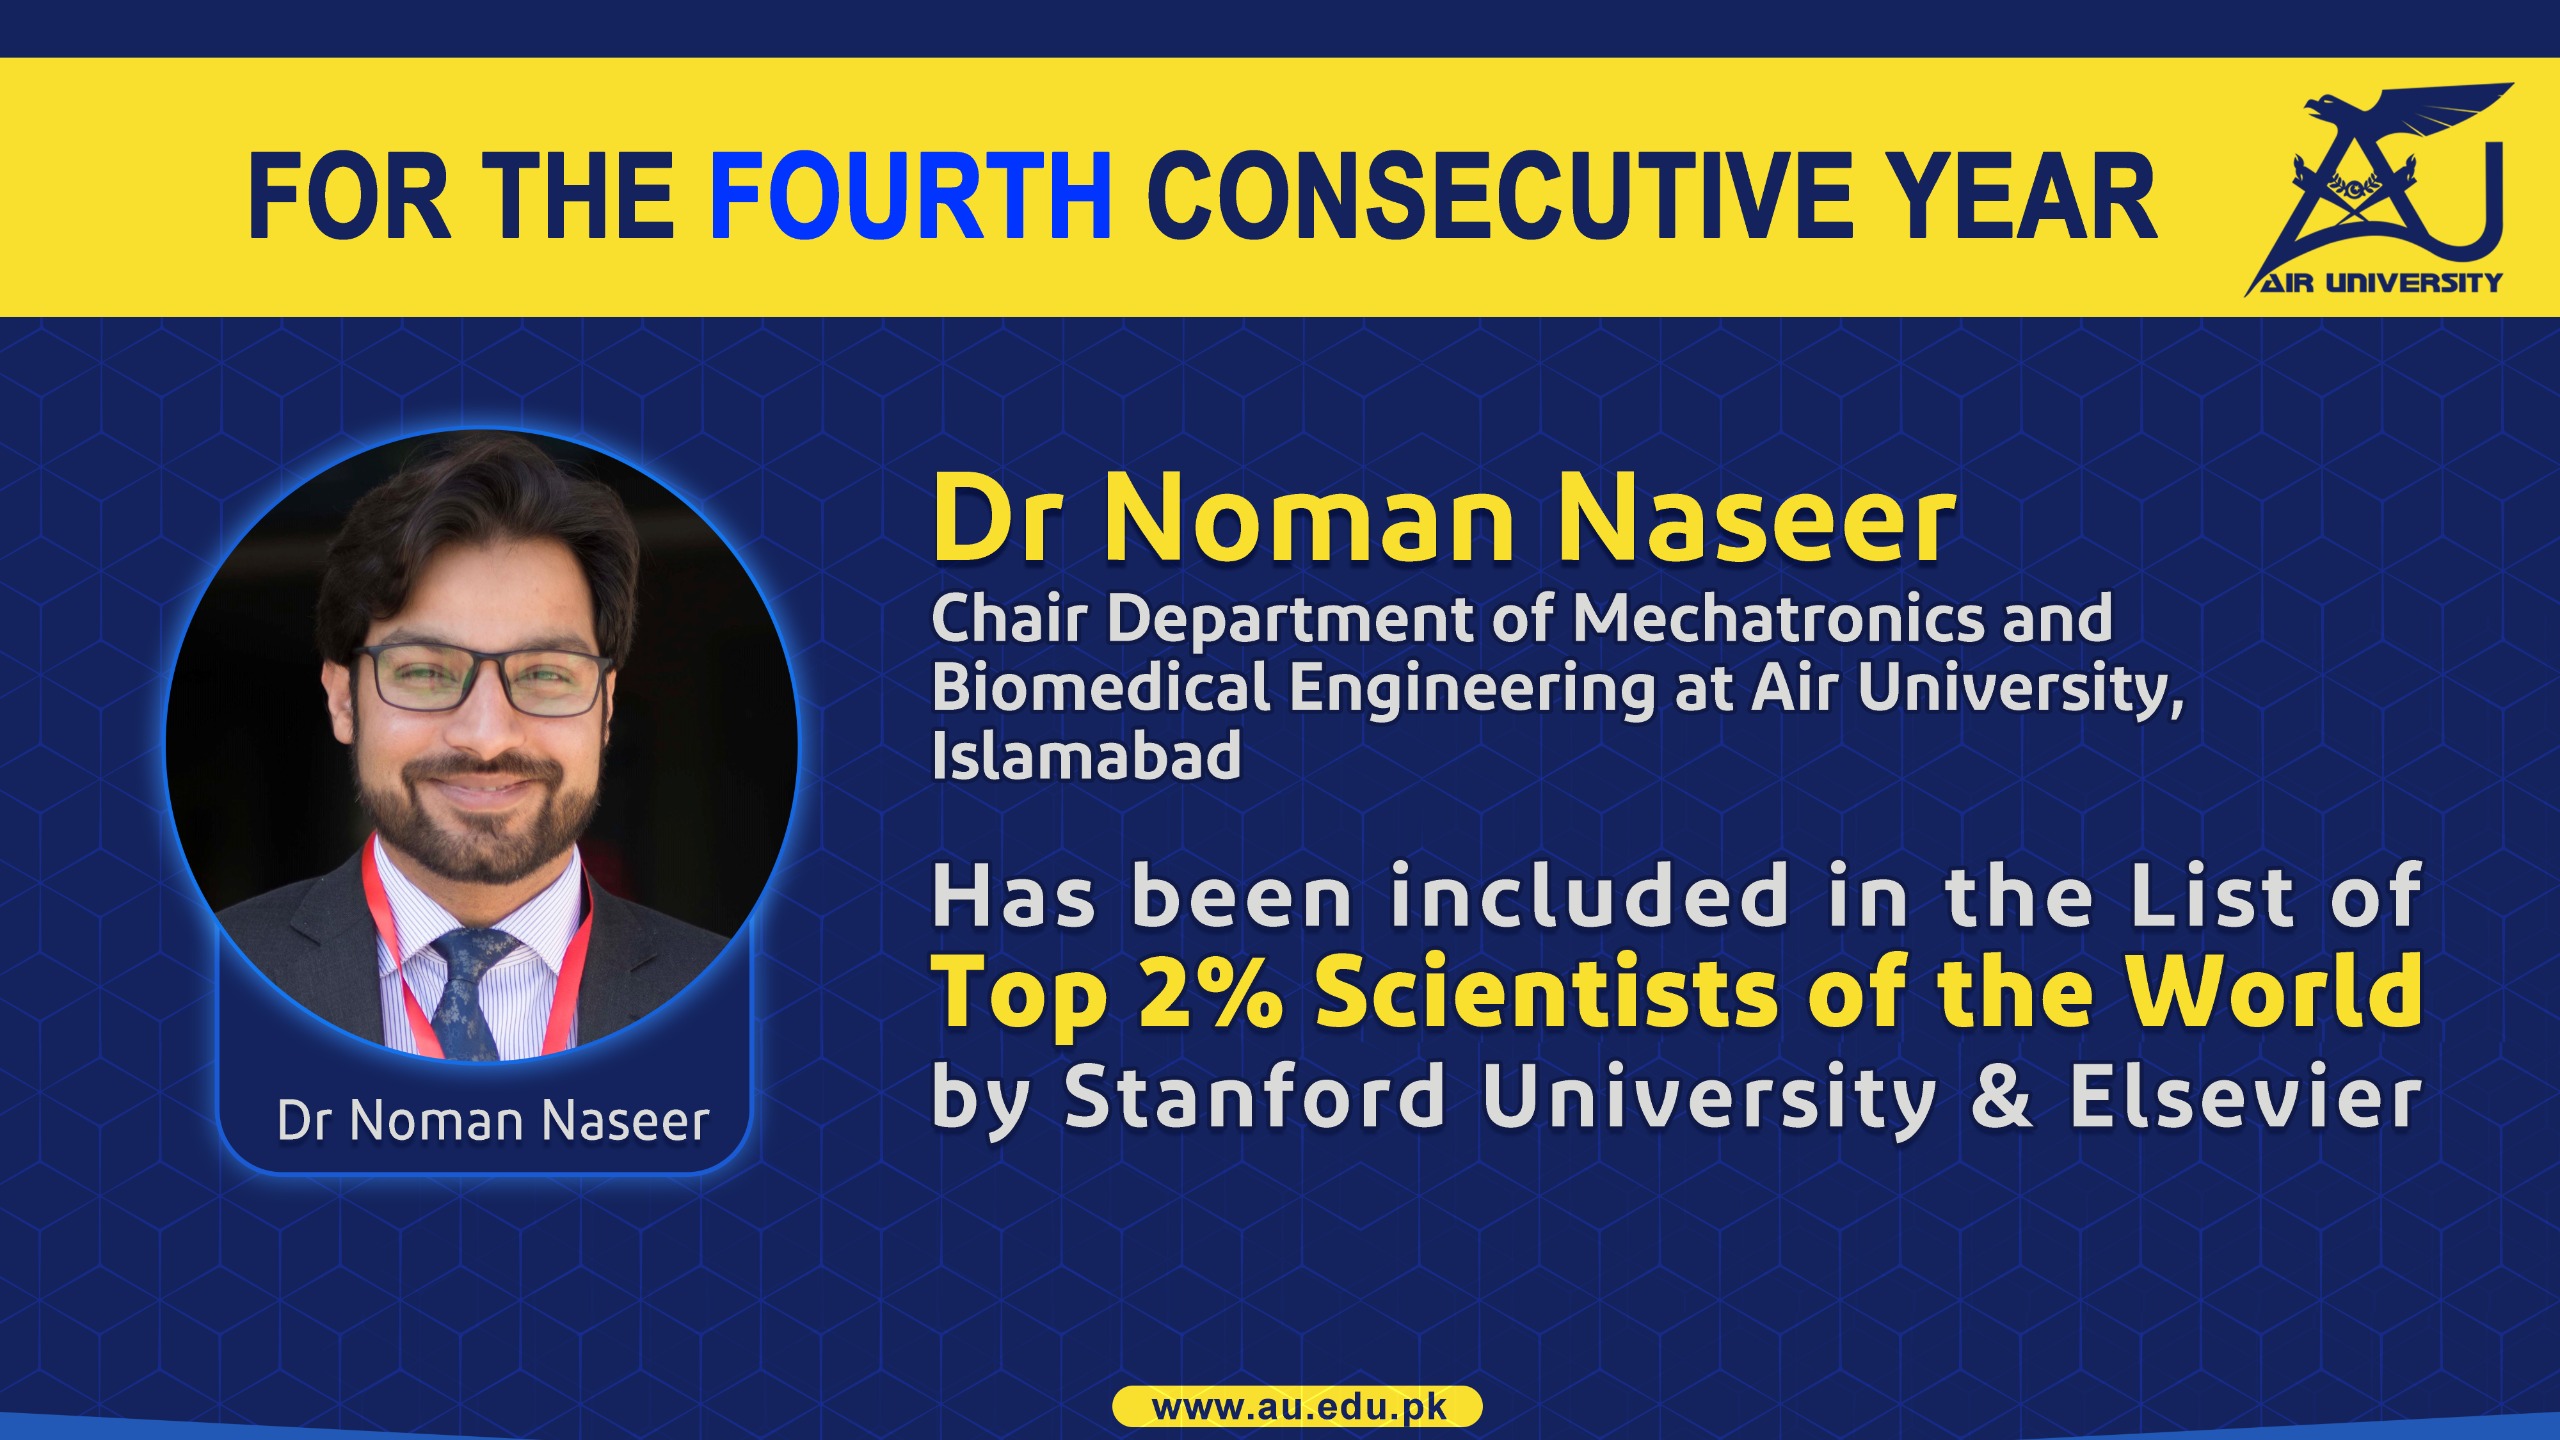 FOR THE FOURTH CONSECUTIVE YEAR
AIR UNIVERSITY
Dr Noman Naseer
Chair Department of Mechatronics and
Biomedical Engineering at Air University,
Islamabad
Has been included in the List of
Top 2% Scientists of the World
by Stanford University & Elsevier
Dr Noman Naseer
www.au.edu.pk